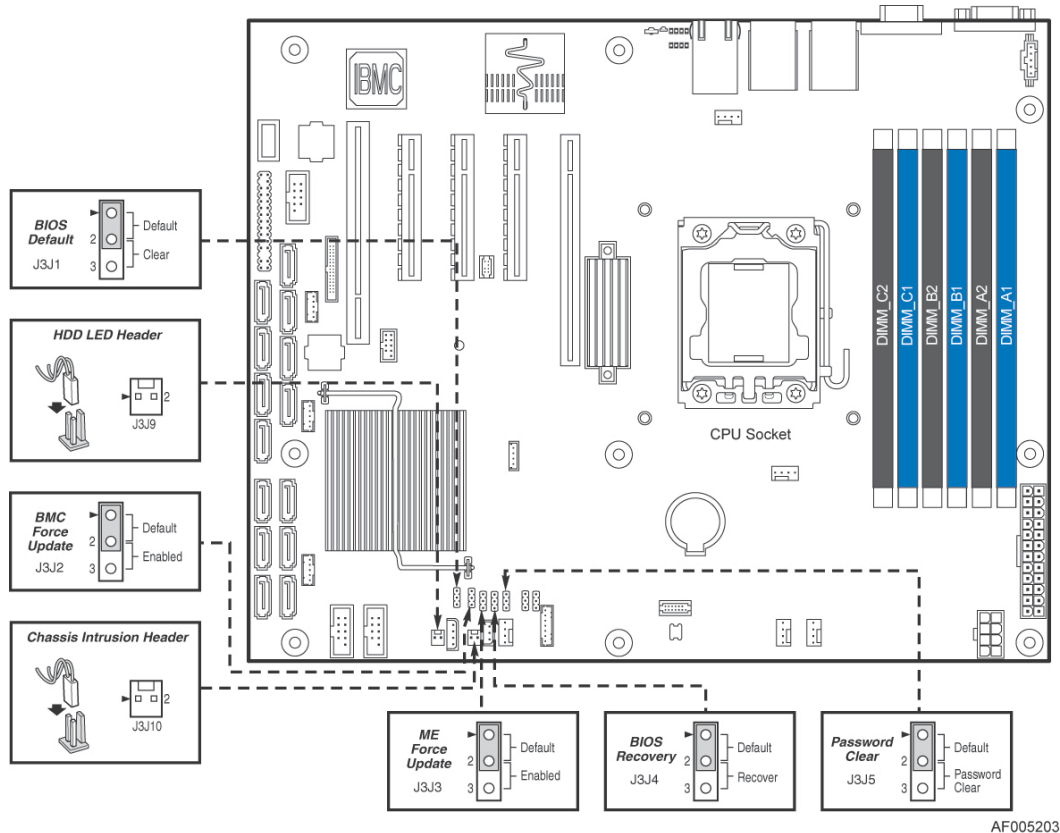 BMC
BIOS
Default
J3J1
2
3
Default
Clear
HDD LED Header
2
J3J9
BMC
Force
Update
J3J2
2
3
Default
Enabled
Chassis Intrusion Header
2
J3J10
CPU Socket
DIMM_C2
DIMM_C1
DIMM_B2
DIMM_B1
DIMM_A2
DIMM_A1
ME
Force
Update
J3J3
2
3
Default
Enabled
BIOS
Recovery
J3J4
2
3
Default
Recover
Password
Clear
J3J5
2
3
Default
Password
Clear
AF005203